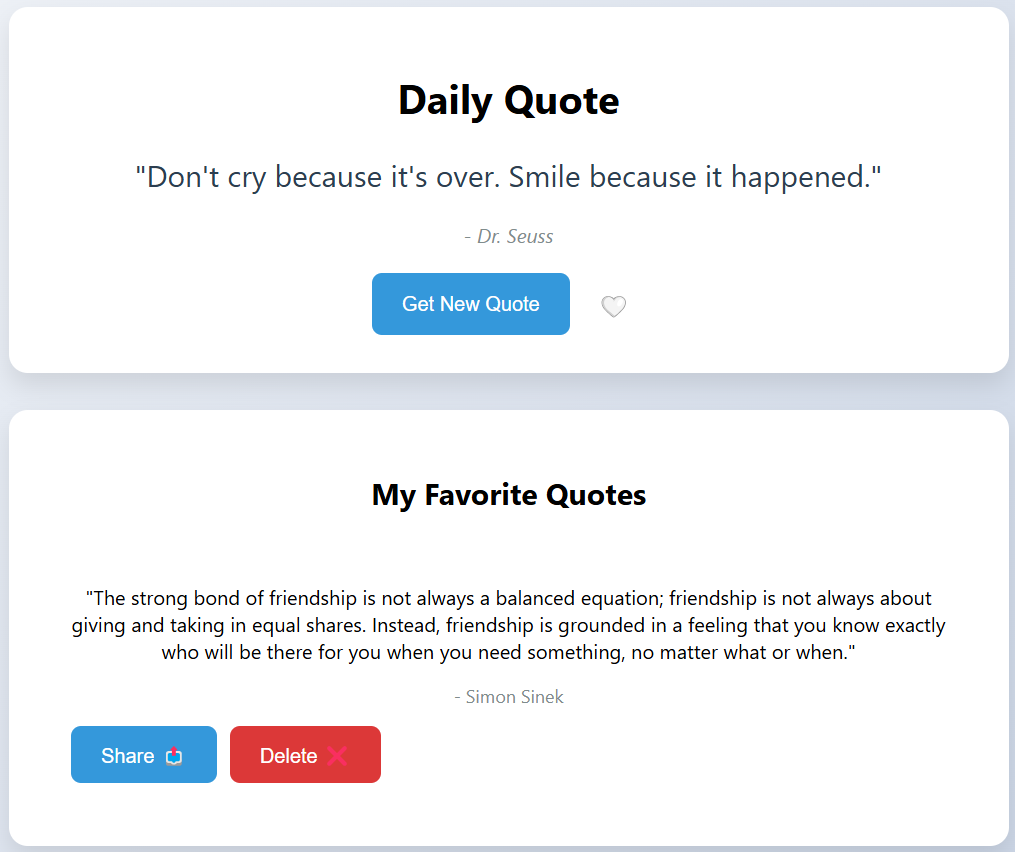 Daily Quote
"Don't cry because it's over. Smile because it happened."
- Dr. Seuss
Get New Quote
My Favorite Quotes
"The strong bond of friendship is not always a balanced equation; friendship is not always about
giving and taking in equal shares. Instead, friendship is grounded in a feeling that you know exactly
who will be there for you when you need something, no matter what or when."
- Simon Sinek
Share
Delete